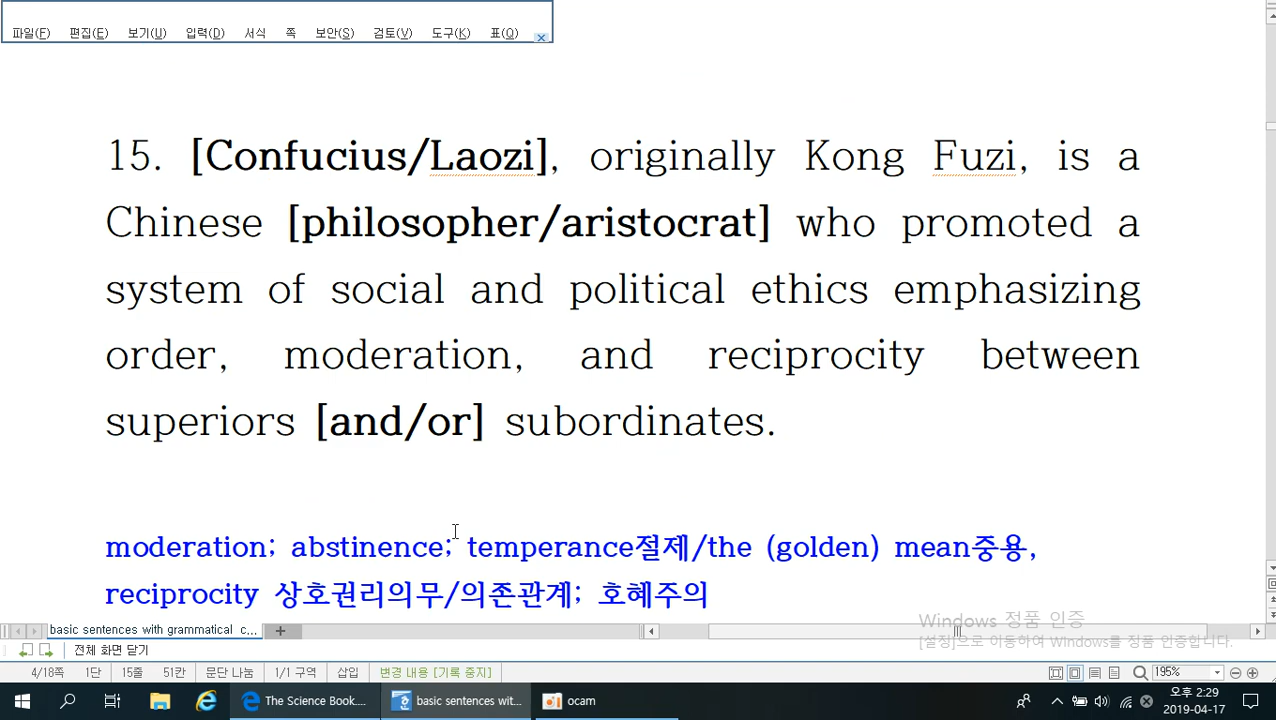 파일(F) 편집(E) 보기(U) 입력(D) 서식 쪽 보안(S) 검토(V) 도구(K) 표(Q)
15. [Confucius/Laozi], originally Kong Fuzi, is a
Chinese [philosopher/aristocrat] who promoted a
system of social and political ethics emphasizing
order, moderation, and reciprocity between
superiors [and/or] subordinates.
moderation; abstinence; temperance절제/the (golden) mean중용,
reciprocity 상호권리의무/의존관계; 호혜주의
Windows 정품 인증
[설정]으로 이동하여 Windows를 정품 인증합니다.
basic sentences with grammatical c...
전체 화면 닫기
4/18쪽 1단 15줄 51칸 문단 나눔 1/1 구역 삽입 변경 내용 [기록 중지] 195%
The Science Book.... basic sentences wit... ocam 오후 2:29
2019-04-17